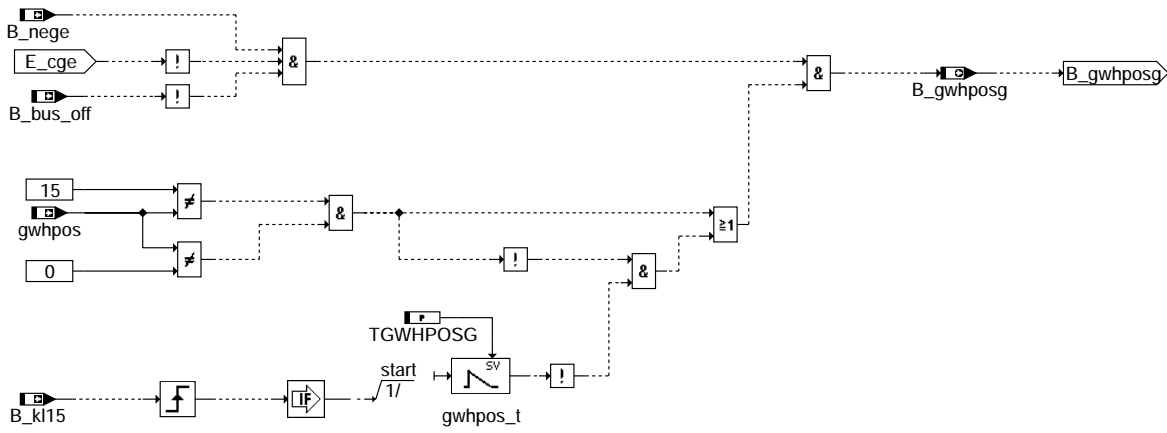 B_nege
E_cge
!
&
B_bus_off
!
&
B_gwhposg
B_gwhposg
15
≠
gwhpos
&
≧1
0
≠
!
&
P
TGWHPOSG
SV
start
1/
!
gwhpos_t
B_kl15
IF